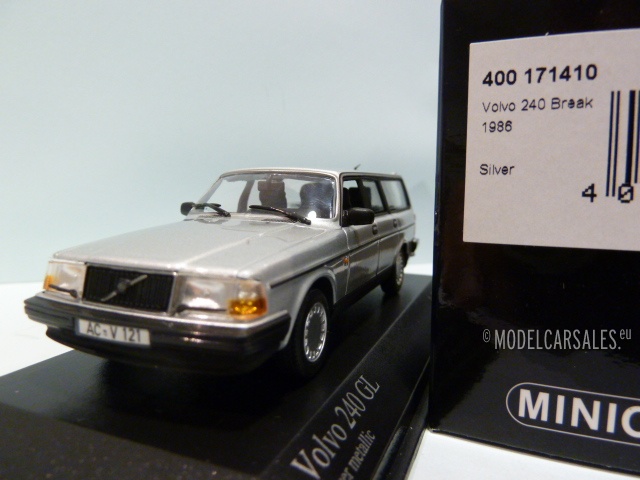 400 171410
Volvo 240 Break
1986
Silver
4 0
© MODELCARSALES.eu
MINIC
AC-V 121
Volvo 240 GL
metallic